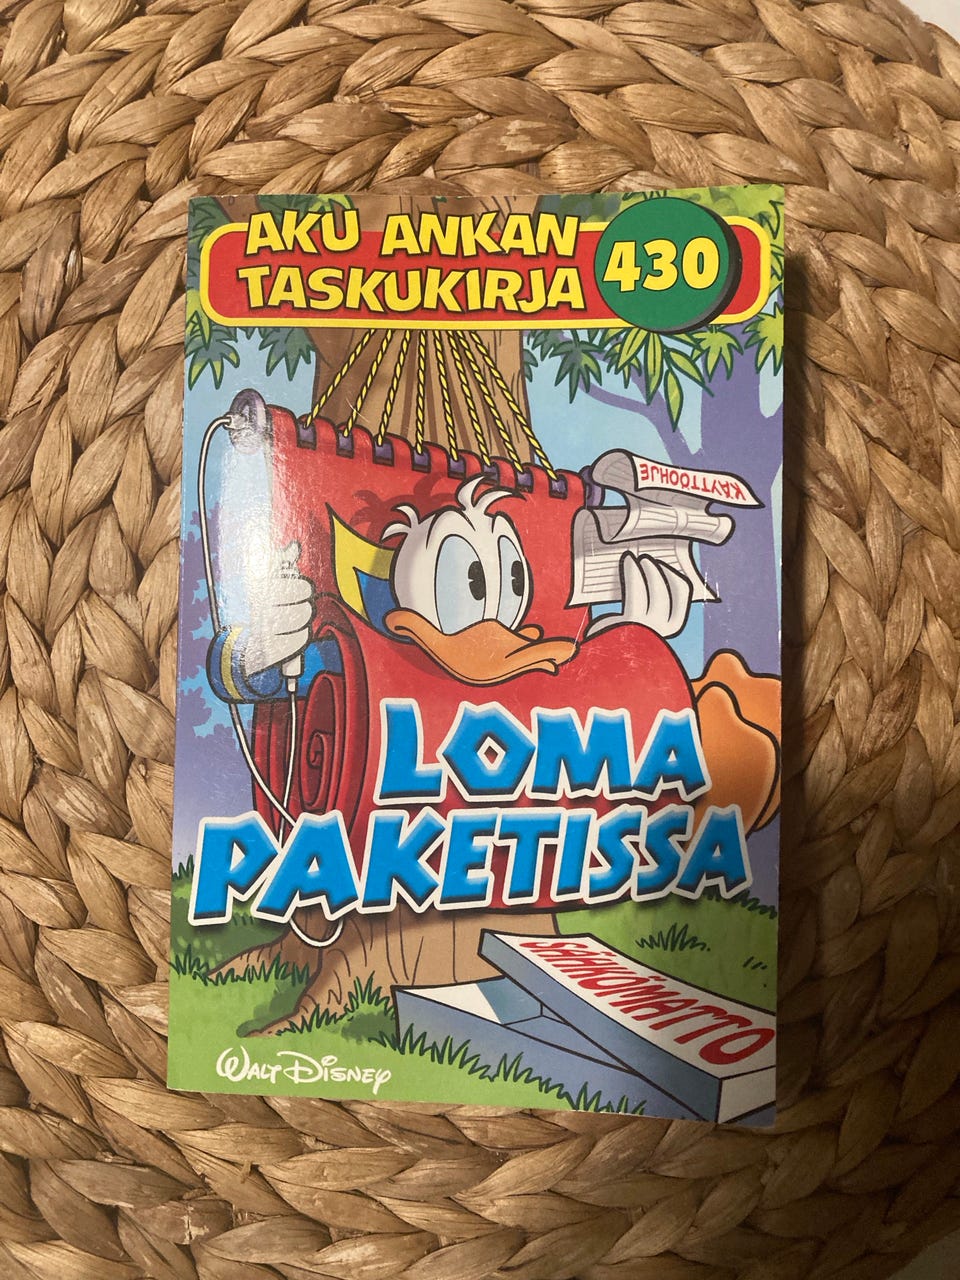 AKU ANKAN
TASKUKIRJA
430
KÄYTTÖOHJE
LOMA
PAKETISSA
SÄHKÖMATTO
WALT DISNEY